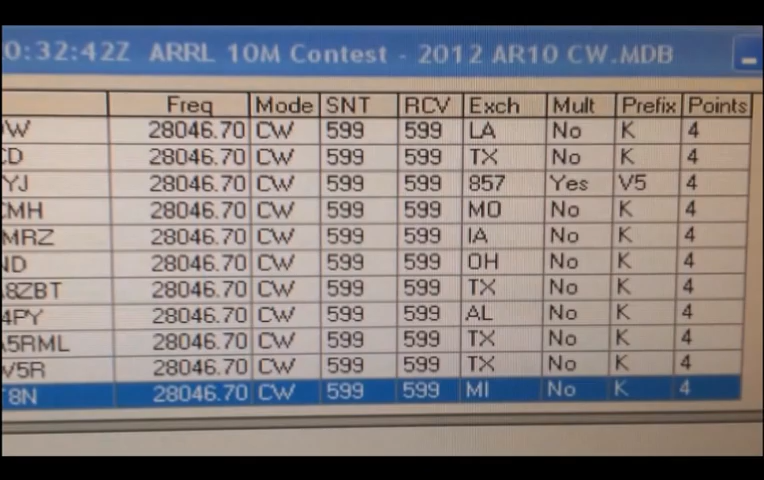 0:32:42Z ARRL 10M Contest - 2012 AR10 CW.MDB
Freq Mode SNT RCV Exch Mult Prefix Points
W 28046.70 CW 599 599 LA No K 4
CD 28046.70 CW 599 599 TX No K 4
YJ 28046.70 CW 599 599 857 Yes V5 4
CMH 28046.70 CW 599 599 MO No K 4
MRZ 28046.70 CW 599 599 IA No K 4
ND 28046.70 CW 599 599 OH No K 4
8ZBT 28046.70 CW 599 599 TX No K 4
4PY 28046.70 CW 599 599 AL No K 4
5RML 28046.70 CW 599 599 TX No K 4
V5R 28046.70 CW 599 599 TX No K 4
8N 28046.70 CW 599 599 MI No K 4